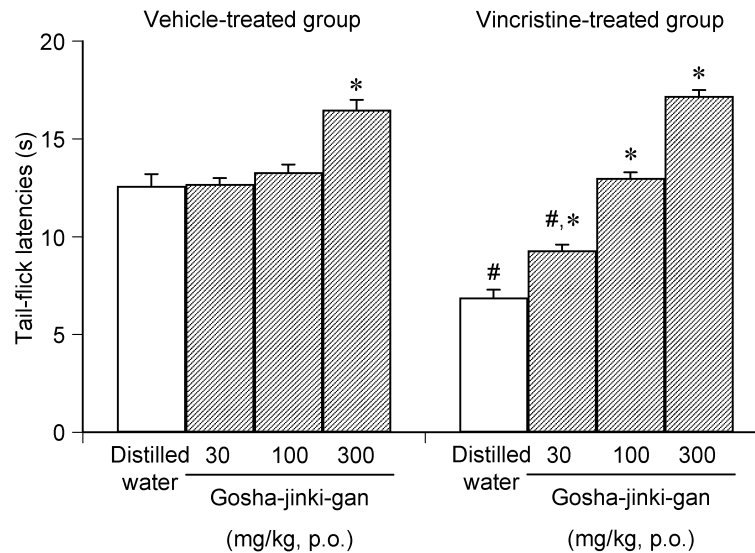 Vehicle-treated group
Vincristine-treated group
Tail-flick latencies (s)
20
15
10
5
0
*
#
#,*
*
*
Distilled water
30
100
300
Gosha-jinki-gan
(mg/kg, p.o.)
Distilled water
30
100
300
Gosha-jinki-gan
(mg/kg, p.o.)